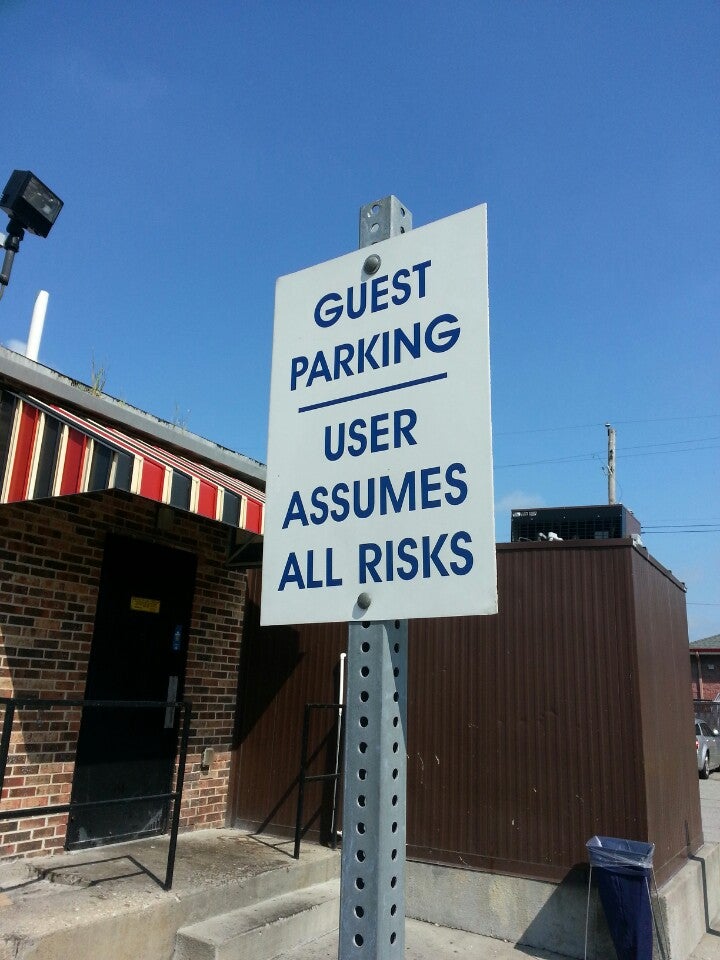 GUEST
PARKING
USER
ASSUMES
ALL RISKS